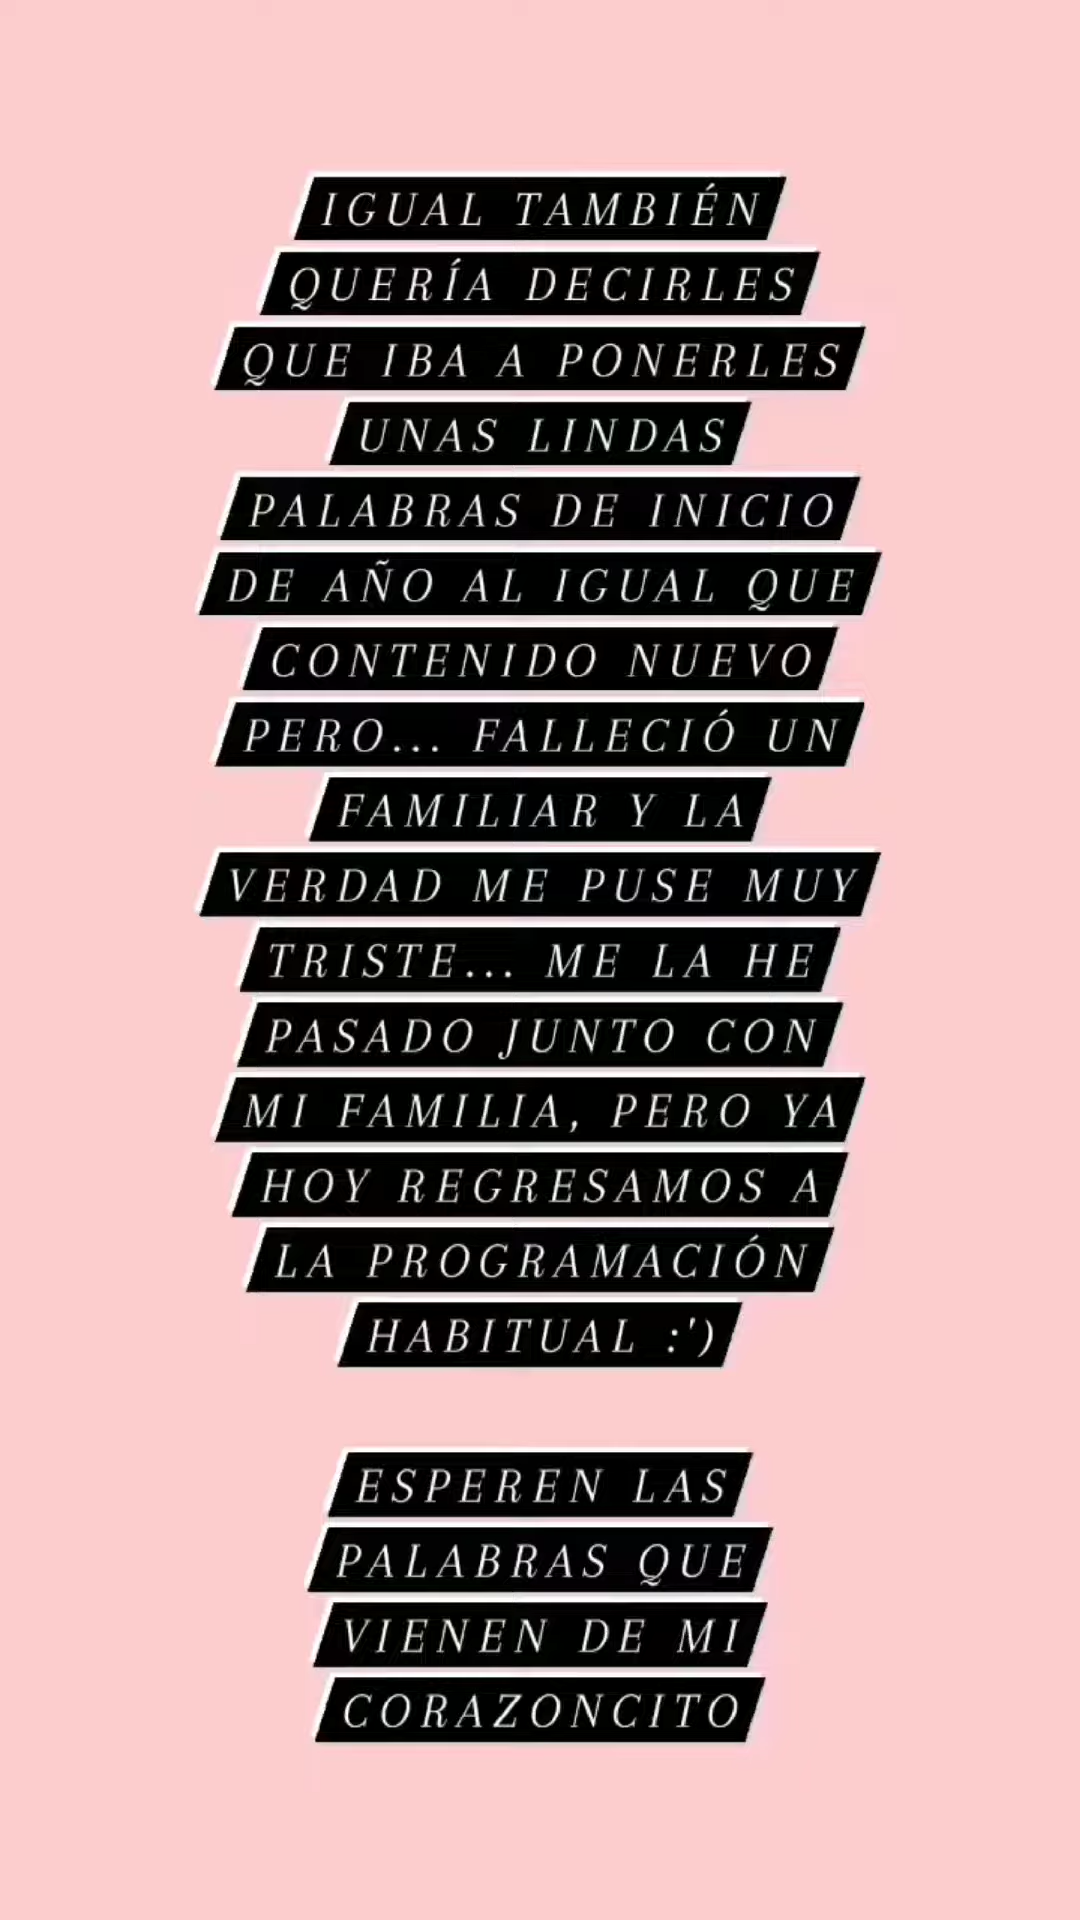 IGUAL TAMBIÉN
QUERÍA DECIRLES
QUE IBA A PONERLES
UNAS LINDAS
PALABRAS DE INICIO
DE AÑO AL IGUAL QUE
CONTENIDO NUEVO
PERO... FALLECIÓ UN
FAMILIAR Y LA
VERDAD ME PUSE MUY
TRISTE... ME LA HE
PASADO JUNTO CON
MI FAMILIA, PERO YA
HOY REGRESAMOS A
LA PROGRAMACIÓN
HABITUAL :')
ESPEREN LAS
PALABRAS QUE
VIENEN DE MI
CORAZONCITO